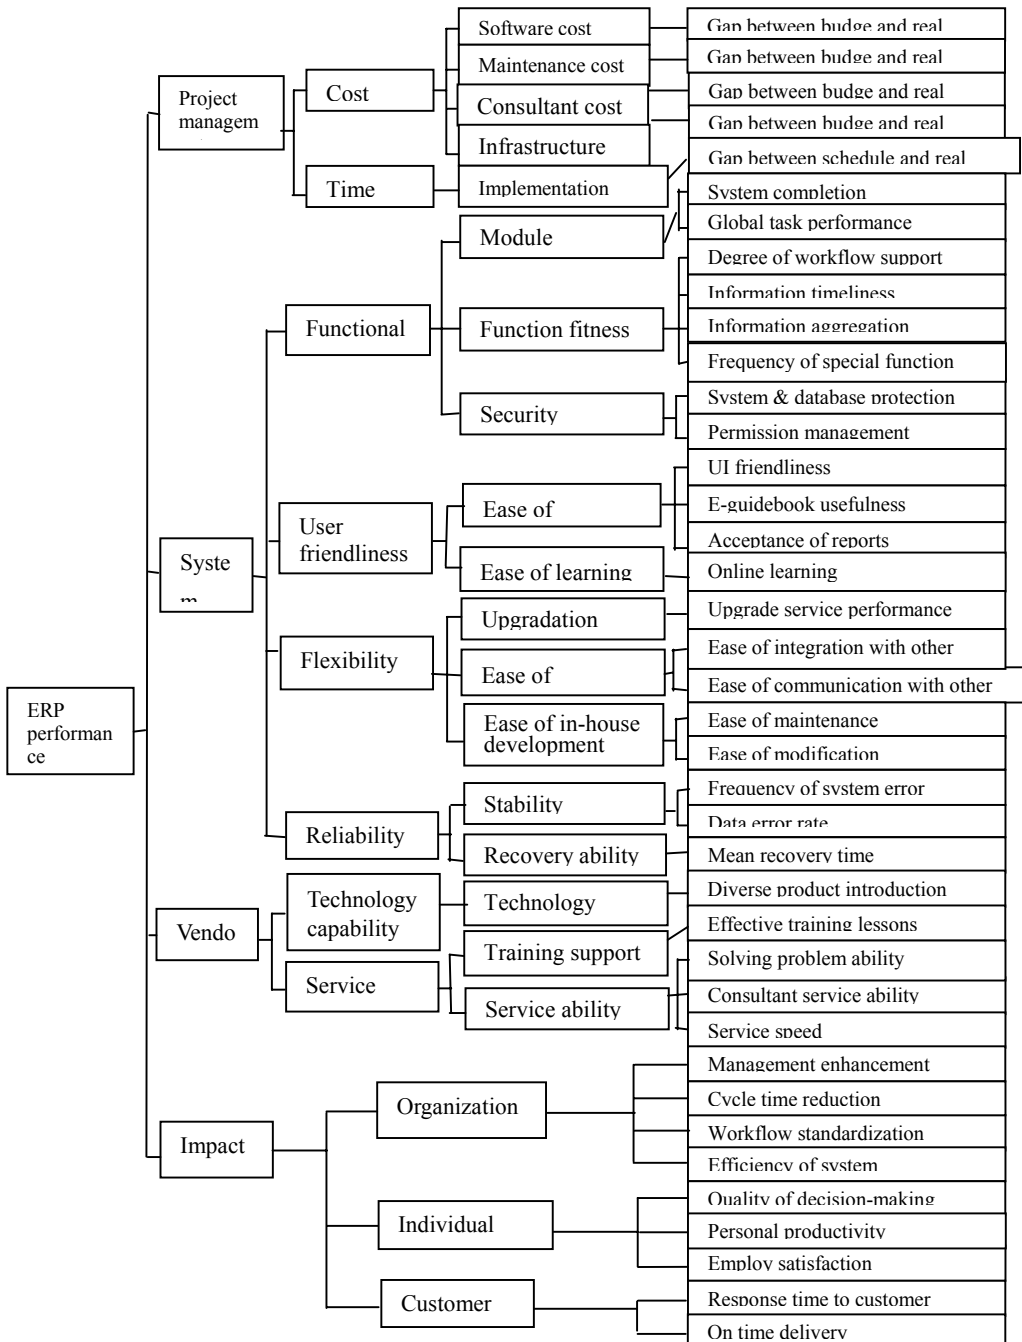 Software cost
Gap between budge and real
Maintenance cost
Gap between budge and real
Project
managem
Cost
Consultant cost
Gap between budge and real
Gap between budge and real
Infrastructure
Gap between schedule and real
Time
Implementation
System completion
Global task performance
Module
Degree of workflow support
Information timeliness
Functional
Function fitness
Information aggregation
Frequency of special function
Security
System & database protection
Permission management
UI friendliness
User
friendliness
Ease of
E-guidebook usefulness
Acceptance of reports
Syste
m
Ease of learning
Online learning
Upgradation
Upgrade service performance
Flexibility
Ease of
Ease of integration with other
Ease of communication with other
ERP
performan
ce
Ease of in-house
development
Ease of maintenance
Ease of modification
Stability
Frequency of system error
Data error rate
Reliability
Recovery ability
Mean recovery time
Technology
capability
Technology
Diverse product introduction
Vendo
Training support
Effective training lessons
Service
Solving problem ability
Service ability
Consultant service ability
Service speed
Organization
Management enhancement
Cycle time reduction
Impact
Workflow standardization
Efficiency of system
Individual
Quality of decision-making
Personal productivity
Employ satisfaction
Customer
Response time to customer
On time delivery